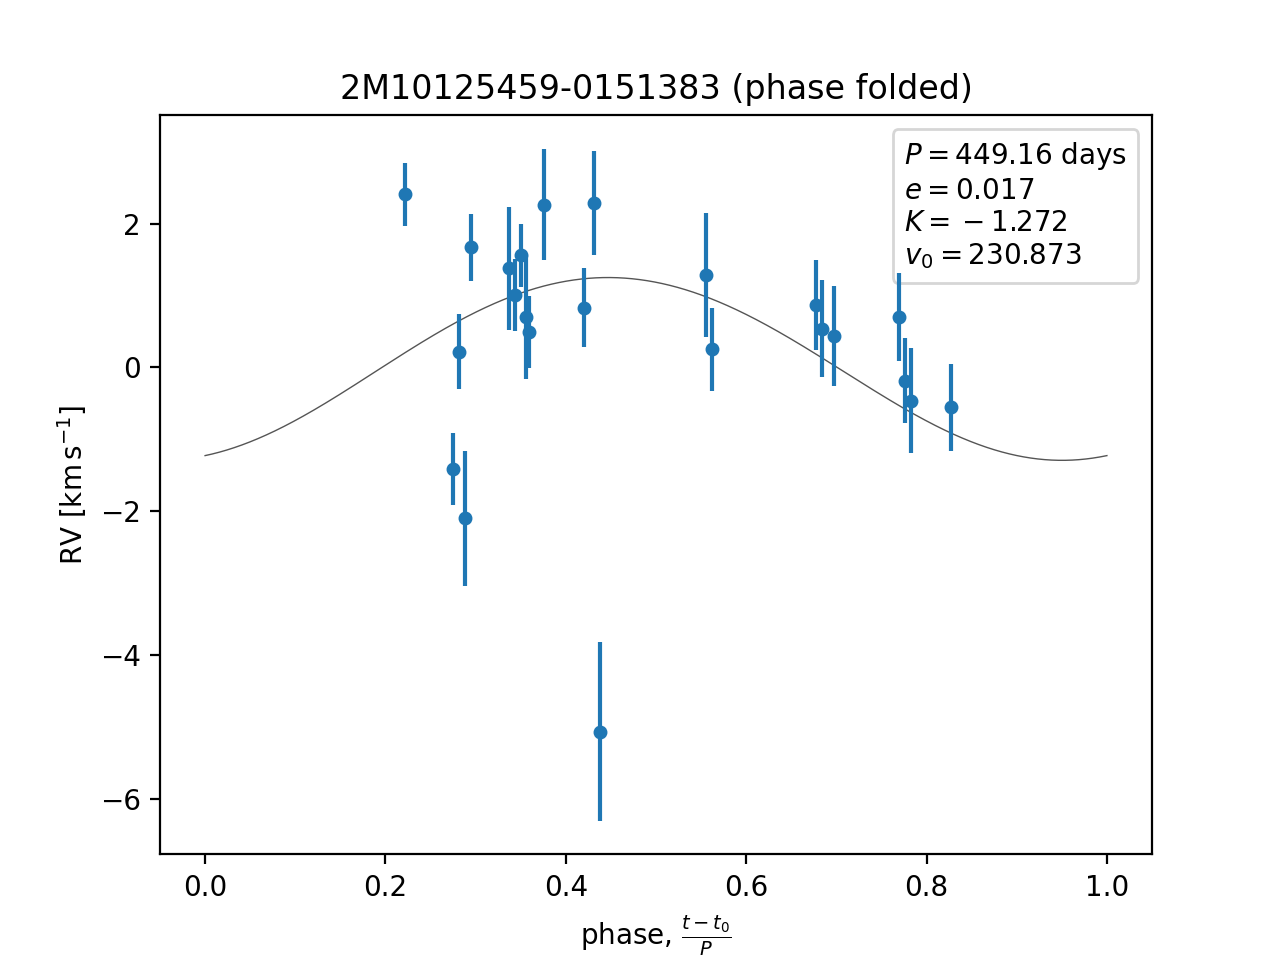 2M10125459-0151383 (phase folded)
P = 449.16 days
e = 0.017
K = −1.272
v₀ = 230.873
2
0
−2
−4
−6
RV [km s⁻¹]
0.0 0.2 0.4 0.6 0.8 1.0
phase, (t − t₀)/P